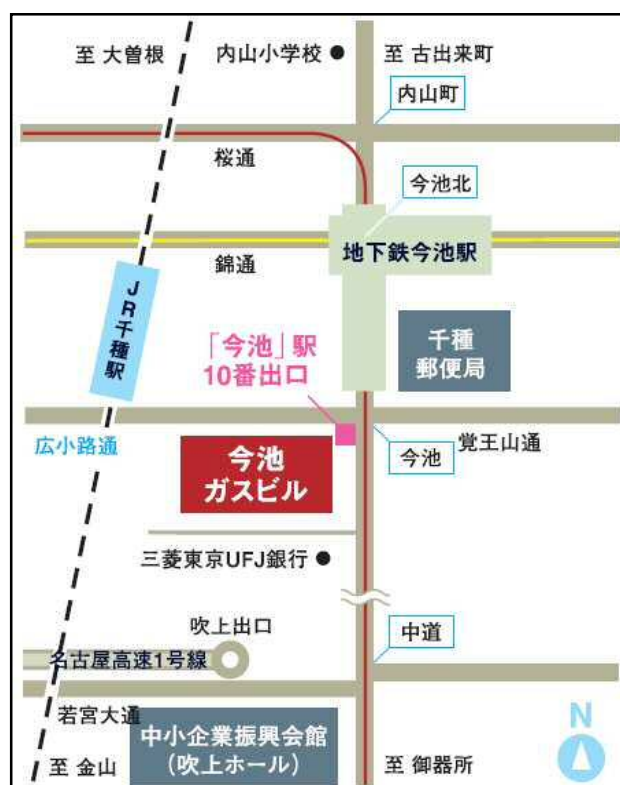 至 大曽根
内山小学校
至 古出来町
内山町
桜通
今池北
地下鉄今池駅
錦通
JR千種駅
「今池」駅
10番出口
千種
郵便局
広小路通
今池
ガスビル
今池
覚王山通
三菱東京UFJ銀行
吹上出口
中道
名古屋高速1号線
若宮大通
中小企業振興会館
(吹上ホール)
至 金山
至 御器所
N